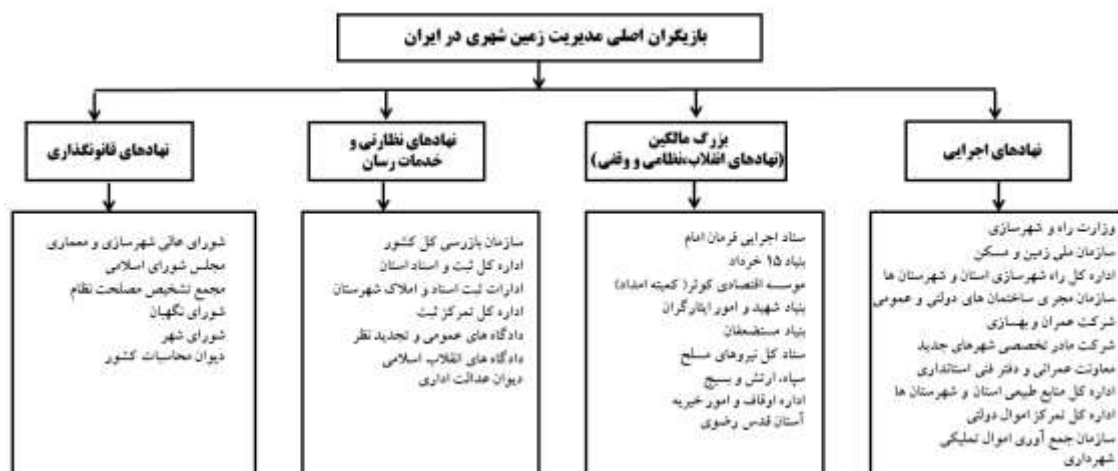 بازیگران اصلی مدیریت زمین شهری در ایران
نهادهای اجرایی
وزارت راه و شهرسازی
سازمان ملی زمین و مسکن
اداره کل راه شهرسازی استان و شهرستان ها
سازمان مجری ساختمان های دولتی و عمومی
شرکت عمران و بهسازی
شرکت مادر تخصصی شهرهای جدید
معاونت عمرانی و دفتر فنی استانداری
اداره کل منابع طبیعی استان و شهرستان ها
اداره کل تمرکز اموال دولتی
سازمان جمع آوری اموال تملیکی
شهرداری
بزرگ مالکین
(نهادهای انقلاب،نظامی و وقفی)
ستاد اجرایی فرمان امام
بنیاد ۱۵ خرداد
موسسه اقتصادی کوثر( کمیته امداد)
بنیاد شهید و امور ایثارگران
بنیاد مستضعفان
ستاد کل نیروهای مسلح
سپاه، ارتش و بسیج
اداره اوقاف و امور خیریه
آستان قدس رضوی
نهادهای نظارتی و
خدمات رسان
سازمان بازرسی کل کشور
اداره کل ثبت و اسناد استان
ادارات ثبت اسناد و املاک شهرستان
اداره کل تمرکز ثبت
دادگاه های عمومی و تجدید نظر
دادگاه های انقلاب اسلامی
دیوان عدالت اداری
نهادهای قانونگذاری
شورای عالی شهرسازی و معماری
مجلس شورای اسلامی
مجمع تشخیص مصلحت نظام
شورای نگهبان
شورای شهر
دیوان محاسبات کشور